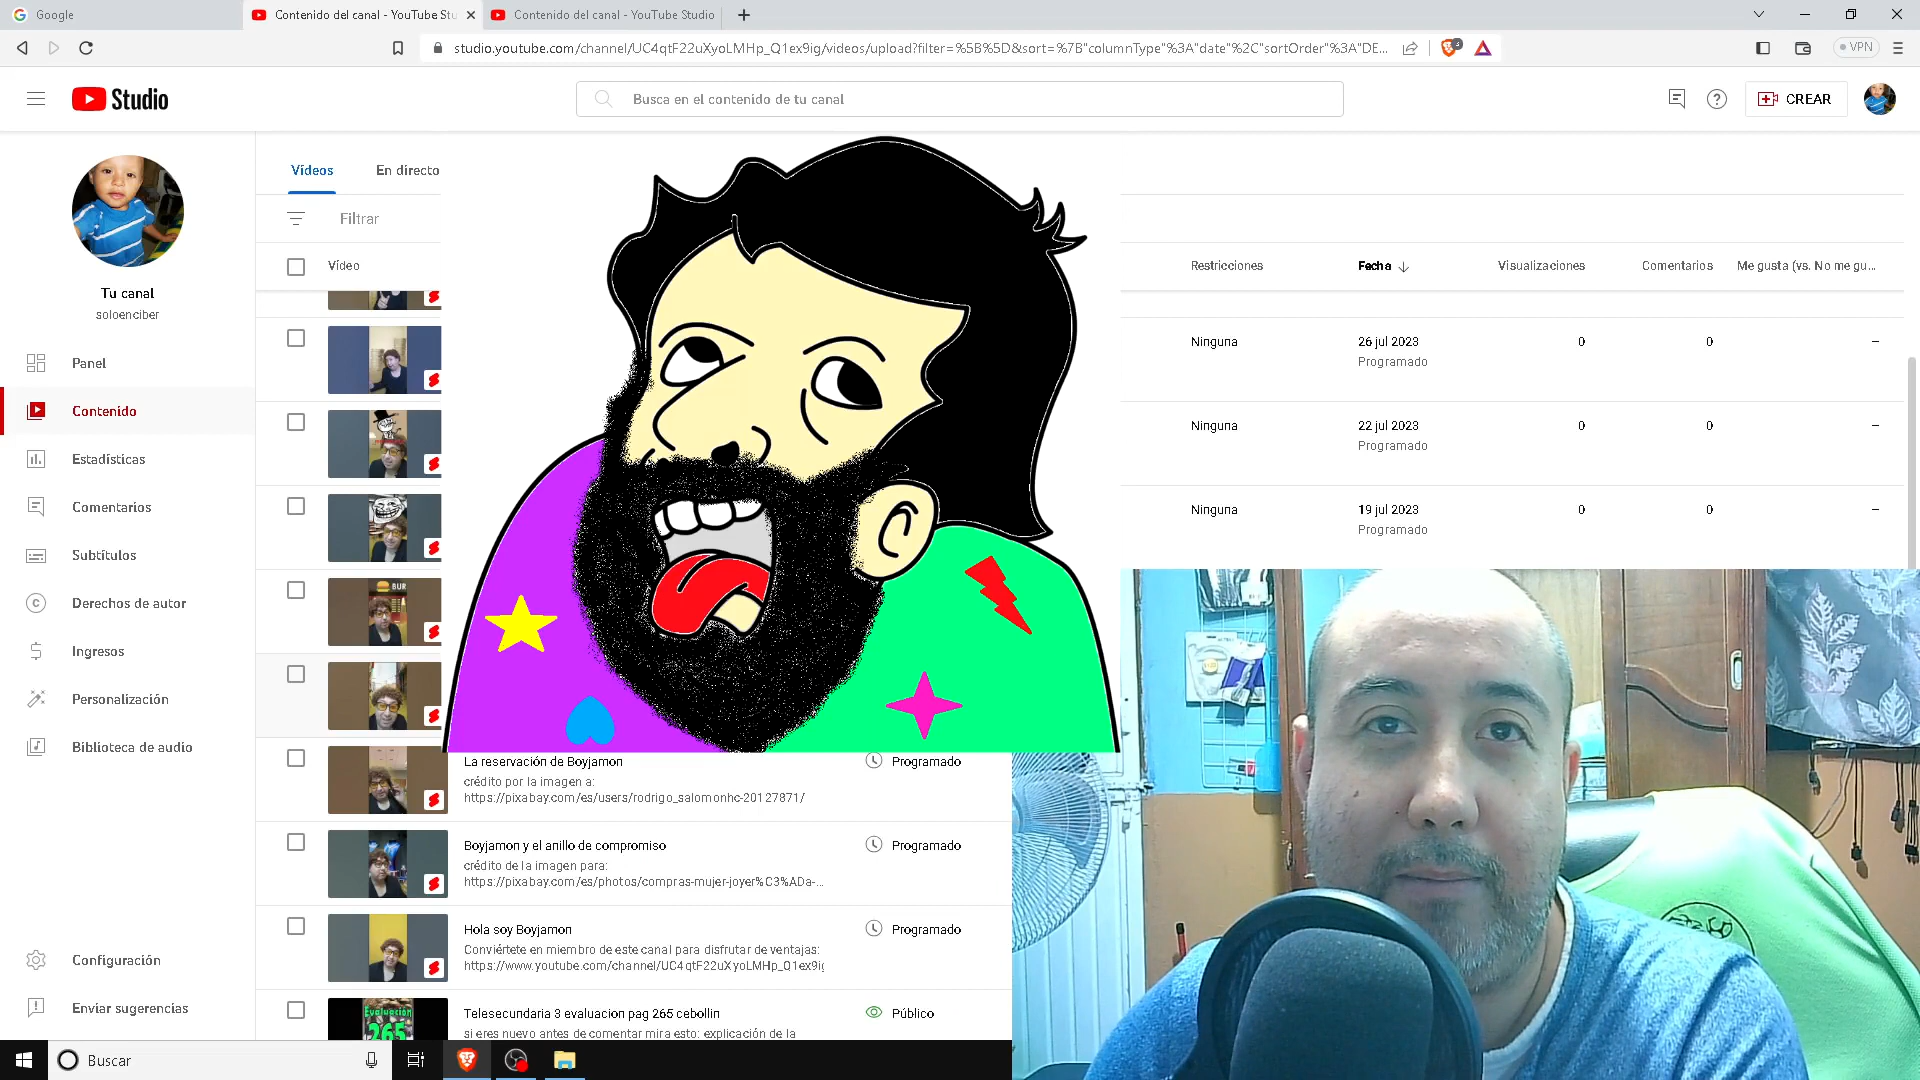 Google
Contenido del canal - YouTube Stu
Contenido del canal - YouTube Studio
studio.youtube.com/channel/UC4qtF22uXyoLMHp_Q1ex9ig/videos/upload?filter=%5B%5D&sort=%7B"columnType"%3A"date"%2C"sortOrder"%3A"DE...
3
VPN
Studio
Busca en el contenido de tu canal
CREAR
Tu canal
soloenciber
Panel
Contenido
Estadísticas
Comentarios
Subtítulos
Derechos de autor
Ingresos
Personalización
Biblioteca de audio
Configuración
Enviar sugerencias
Vídeos
En directo
Filtrar
Vídeo
Restricciones
Fecha
Visualizaciones
Comentarios
Me gusta (vs. No me gu...
Ninguna
26 jul 2023
0
0
–
Programado
Ninguna
22 jul 2023
0
0
–
Programado
Ninguna
19 jul 2023
0
0
–
Programado
BUR
La reservación de Boyjamon
Programado
crédito por la imagen a:
https://pixabay.com/es/users/rodrigo_salomonhc-20127871/
Boyjamon y el anillo de compromiso
Programado
crédito de la imagen para:
https://pixabay.com/es/photos/compras-mujer-joyer%C3%ADa-...
Hola soy Boyjamon
Programado
Conviértete en miembro de este canal para disfrutar de ventajas:
https://www.youtube.com/channel/UC4qtF22uXyoLMHp_Q1ex9ig
Evaluación
265
Telesecundaria 3 evaluacion pag 265 cebollin
Público
si eres nuevo antes de comentar mira esto: explicación de la
Buscar